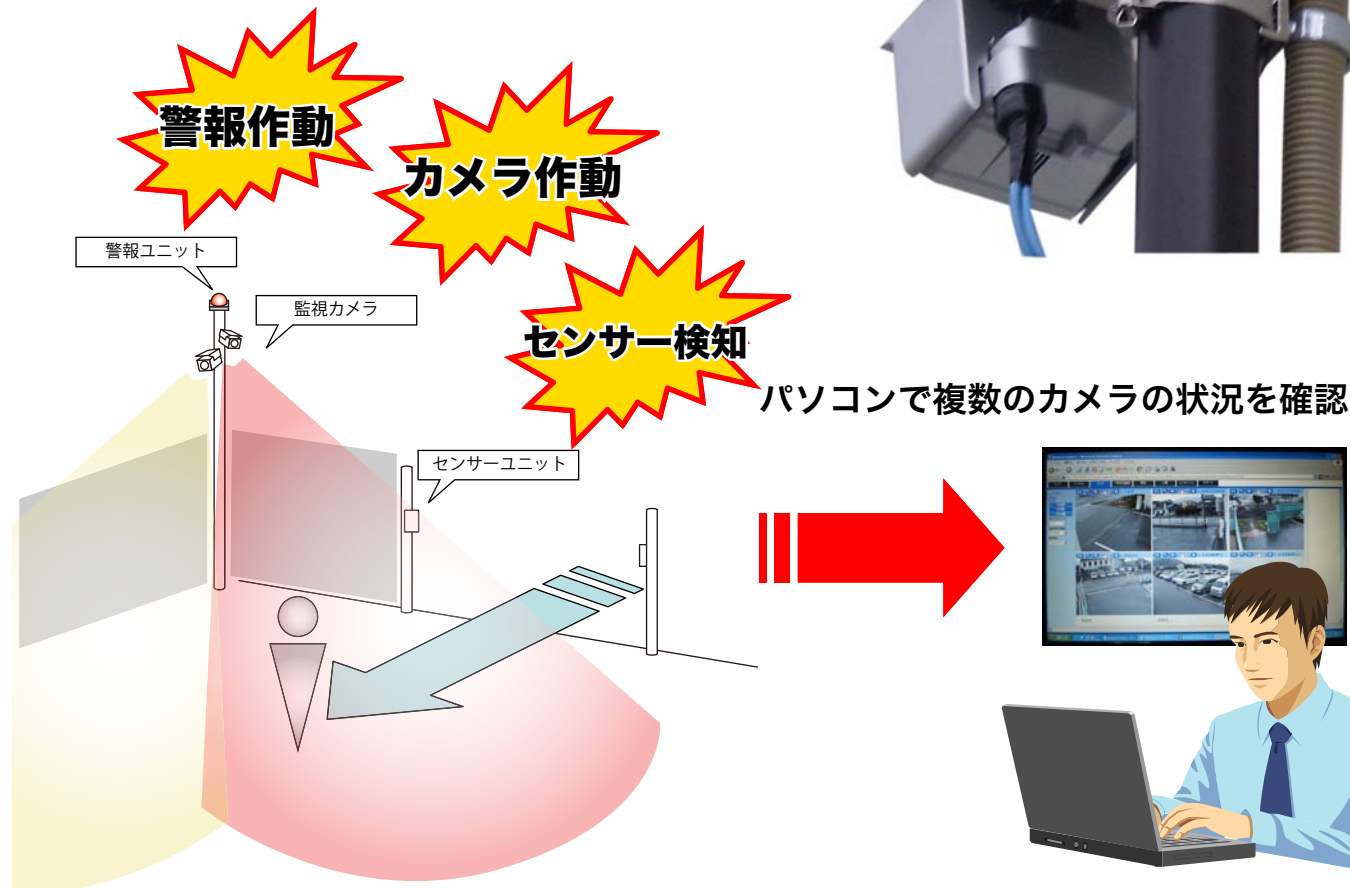 警報作動
カメラ作動
警報ユニット
監視カメラ
センサー検知
パソコンで複数のカメラの状況を確認
センサーユニット